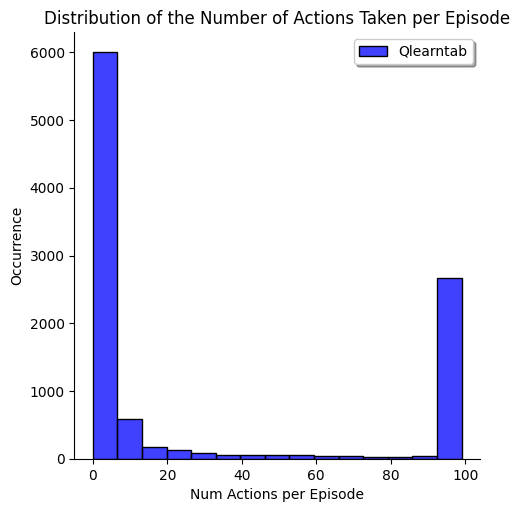 Distribution of the Number of Actions Taken per Episode
Qlearntab
6000
5000
4000
3000
2000
1000
0
Occurrence
0 20 40 60 80 100
Num Actions per Episode